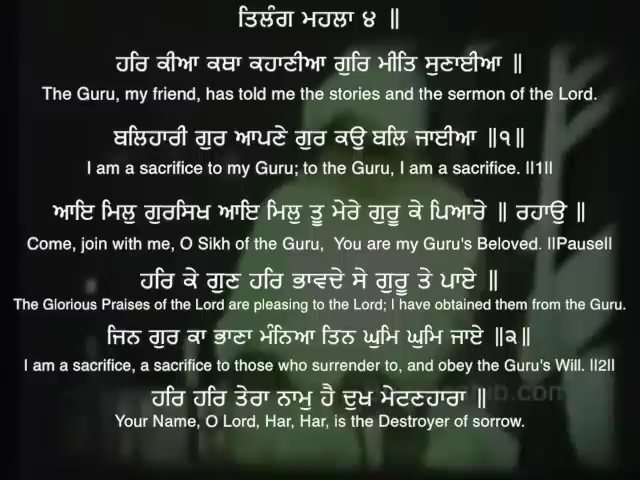 ਤਿਲੰਗ ਮਹਲਾ ੪ ॥
ਹਰਿ ਕੀਆ ਕਥਾ ਕਹਾਣੀਆ ਗੁਰਿ ਮੀਤਿ ਸੁਣਾਈਆ ॥
The Guru, my friend, has told me the stories and the sermon of the Lord.
ਬਲਿਹਾਰੀ ਗੁਰ ਆਪਣੇ ਗੁਰ ਕਉ ਬਲਿ ਜਾਈਆ ॥੧॥
I am a sacrifice to my Guru; to the Guru, I am a sacrifice. ll1ll
ਆਇ ਮਿਲੁ ਗੁਰਸਿਖ ਆਇ ਮਿਲੁ ਤੂ ਮੇਰੇ ਗੁਰੂ ਕੇ ਪਿਆਰੇ ॥ ਰਹਾਉ ॥
Come, join with me, O Sikh of the Guru, You are my Guru's Beloved. llPausell
ਹਰਿ ਕੇ ਗੁਣ ਹਰਿ ਭਾਵਦੇ ਸੇ ਗੁਰੂ ਤੇ ਪਾਏ ॥
The Glorious Praises of the Lord are pleasing to the Lord; I have obtained them from the Guru.
ਜਿਨ ਗੁਰ ਕਾ ਭਾਣਾ ਮੰਨਿਆ ਤਿਨ ਘੁਮਿ ਘੁਮਿ ਜਾਏ ॥੨॥
I am a sacrifice, a sacrifice to those who surrender to, and obey the Guru's Will. ll2ll
ਹਰਿ ਹਰਿ ਤੇਰਾ ਨਾਮੁ ਹੈ ਦੁਖ ਮੇਟਣਹਾਰਾ ॥
Your Name, O Lord, Har, Har, is the Destroyer of sorrow.